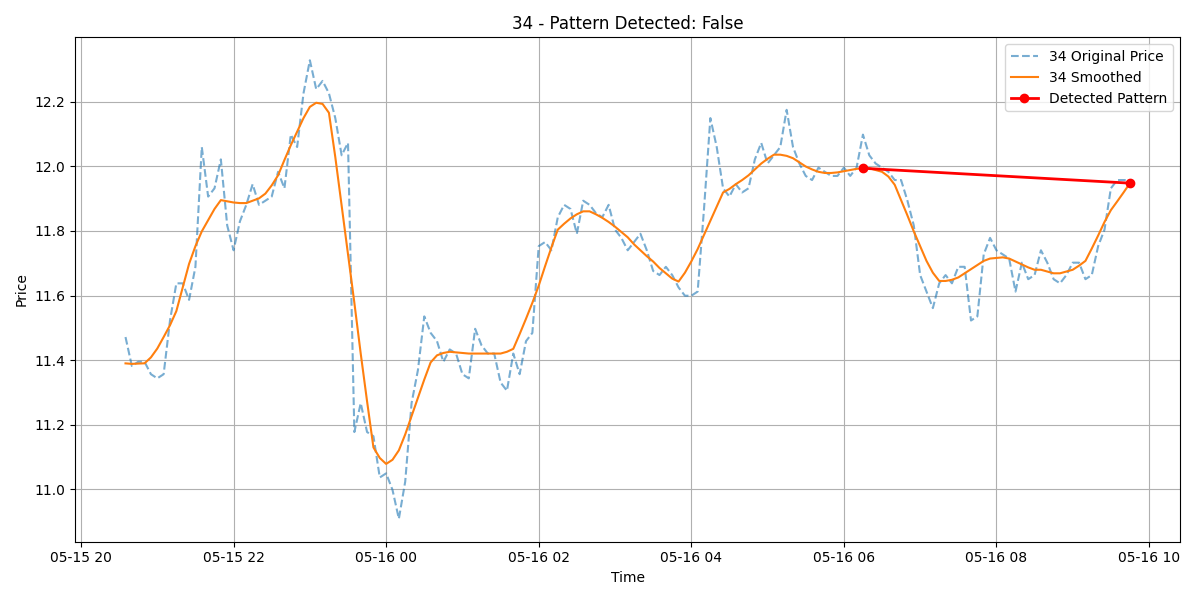 34 - Pattern Detected: False
34 Original Price
34 Smoothed
Detected Pattern
Price
12.2
12.0
11.8
11.6
11.4
11.2
11.0
05-15 20
05-15 22
05-16 00
05-16 02
05-16 04
05-16 06
05-16 08
05-16 10
Time